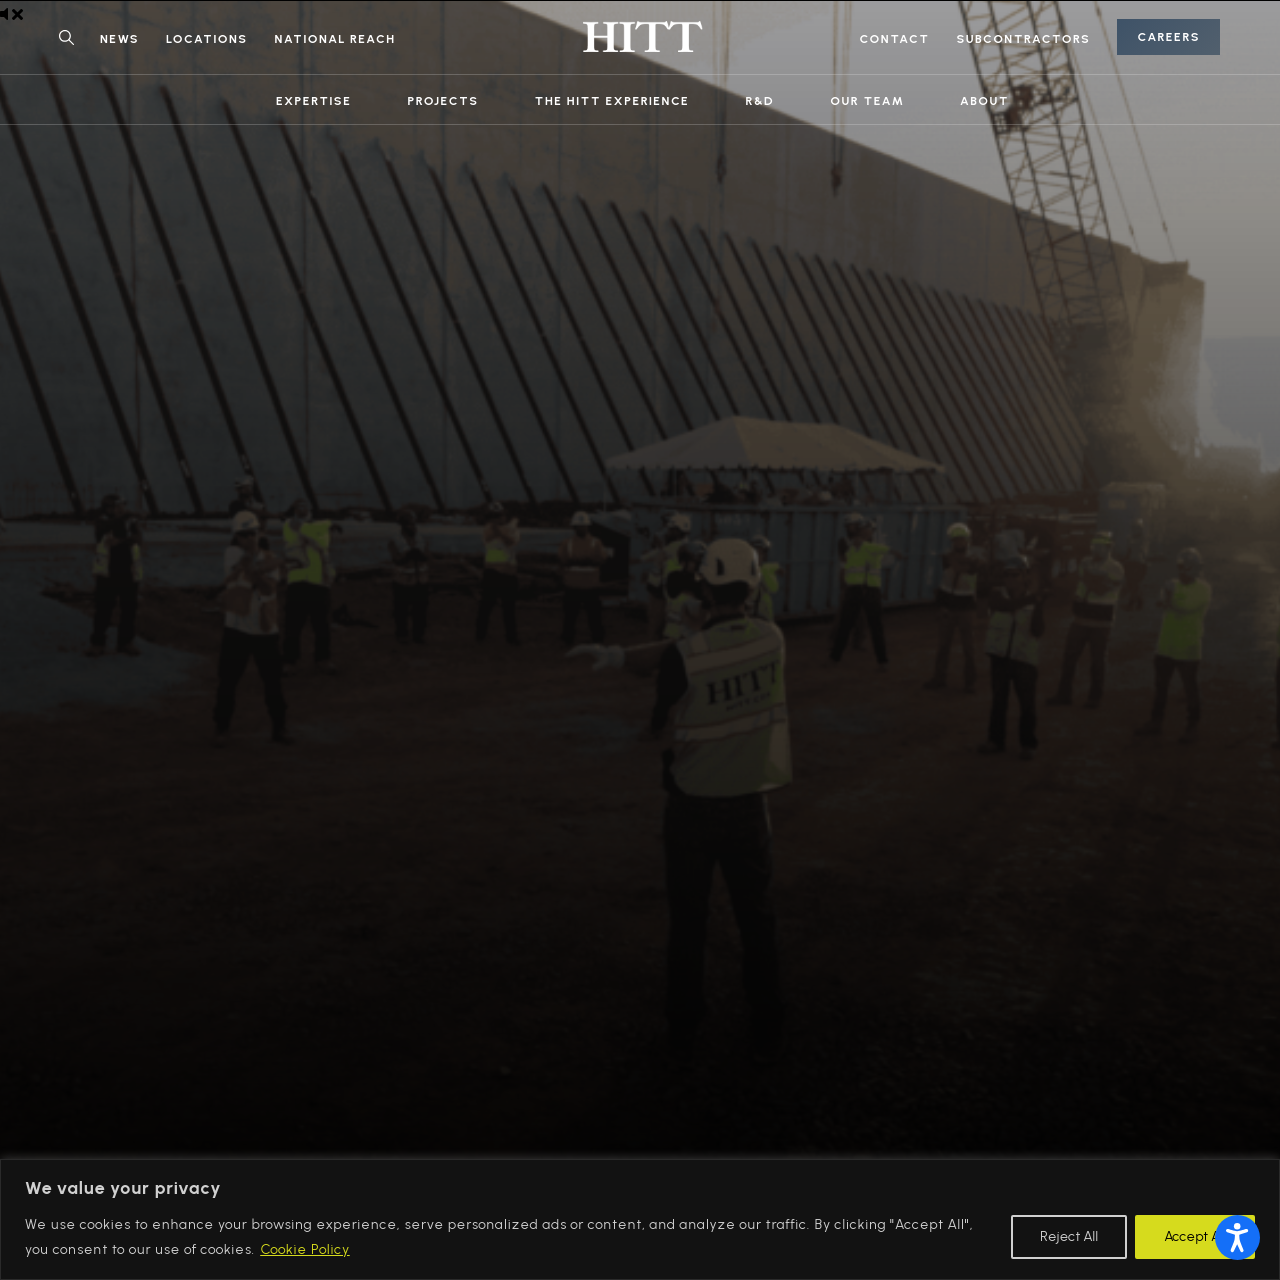 NEWS LOCATIONS NATIONAL REACH HITT CONTACT SUBCONTRACTORS CAREERS
EXPERTISE PROJECTS THE HITT EXPERIENCE R&D OUR TEAM ABOUT
HITT
We value your privacy
We use cookies to enhance your browsing experience, serve personalized ads or content, and analyze our traffic. By clicking "Accept All",
you consent to our use of cookies. Cookie Policy
Reject All
Accept